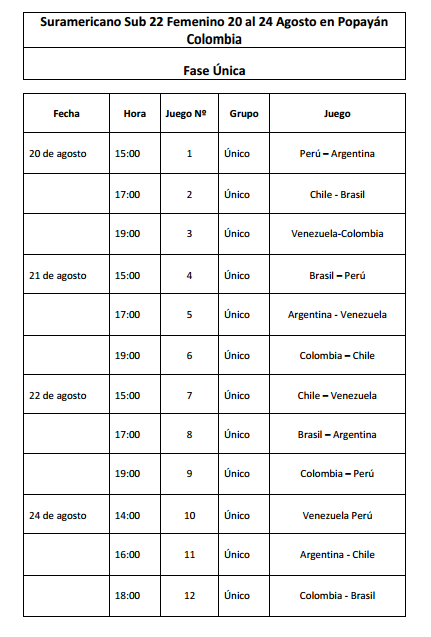 Suramericano Sub 22 Femenino 20 al 24 Agosto en Popayán
Colombia
Fase Única
Fecha Hora Juego Nº Grupo Juego
20 de agosto 15:00 1 Único Perú – Argentina
17:00 2 Único Chile - Brasil
19:00 3 Único Venezuela-Colombia
21 de agosto 15:00 4 Único Brasil – Perú
17:00 5 Único Argentina - Venezuela
19:00 6 Único Colombia – Chile
22 de agosto 15:00 7 Único Chile – Venezuela
17:00 8 Único Brasil – Argentina
19:00 9 Único Colombia – Perú
24 de agosto 14:00 10 Único Venezuela Perú
16:00 11 Único Argentina - Chile
18:00 12 Único Colombia - Brasil